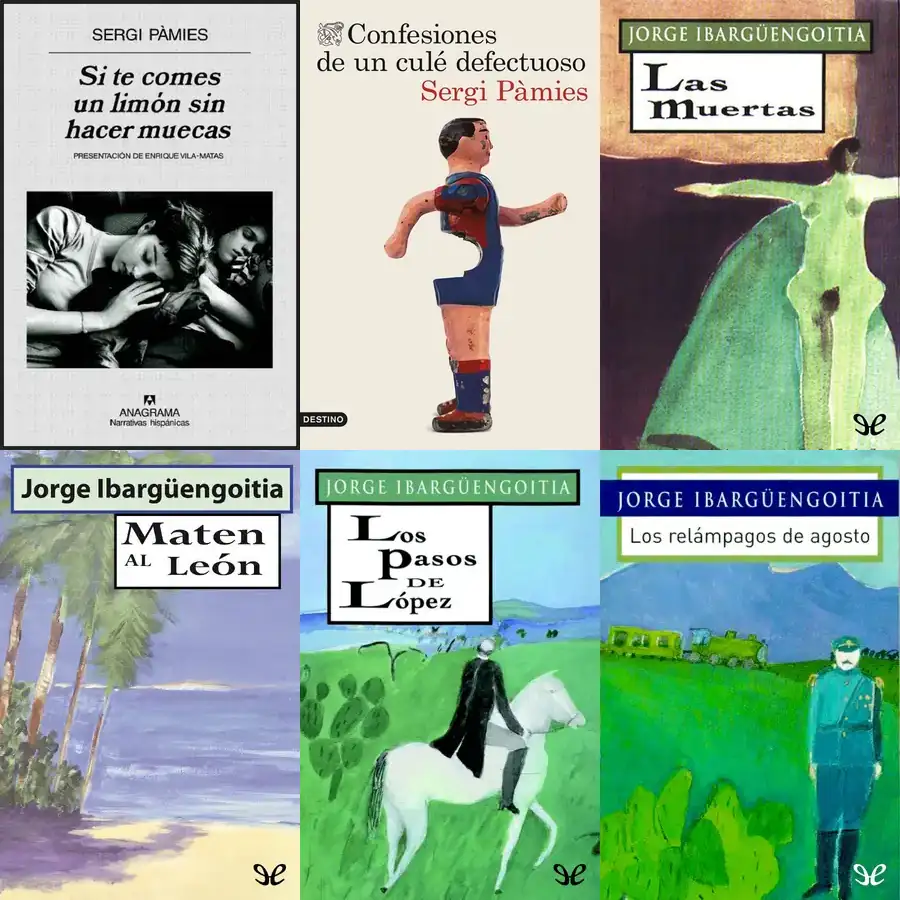 SERGI PÀMIES
Si te comes
un limón sin
hacer muecas
PRESENTACIÓN DE ENRIQUE VILA-MATAS
ANAGRAMA
Narrativas hispánicas
Confesiones
de un culé defectuoso
Sergi Pàmies
DESTINO
JORGE IBARGÜENGOITIA
Las
Muertas
Jorge Ibargüengoitia
Maten
AL León
JORGE IBARGÜENGOITIA
Los
Pasos
DE
López
JORGE IBARGÜENGOITIA
Los relámpagos de agosto